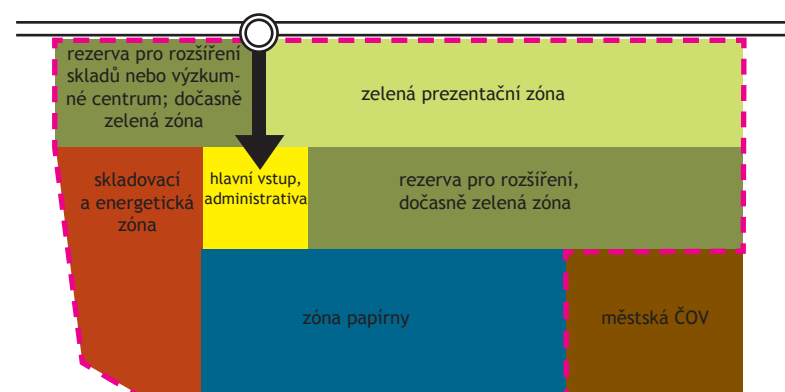 rezerva pro rozšíření
skladů nebo výzkum-
né centrum; dočasně
zelená zóna
zelená prezentační zóna
skladovací
a energetická
zóna
hlavní vstup,
administrativa
rezerva pro rozšíření,
dočasně zelená zóna
zóna papírny
městská ČOV